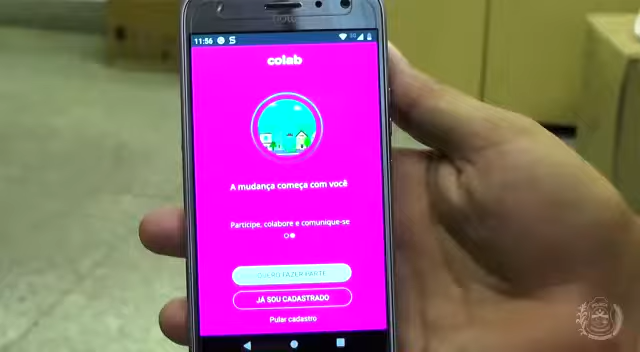 11:56
colab
A mudança começa com você
Participe, colabore e comunique-se
QUERO FAZER PARTE
JÁ SOU CADASTRADO
Pular cadastro